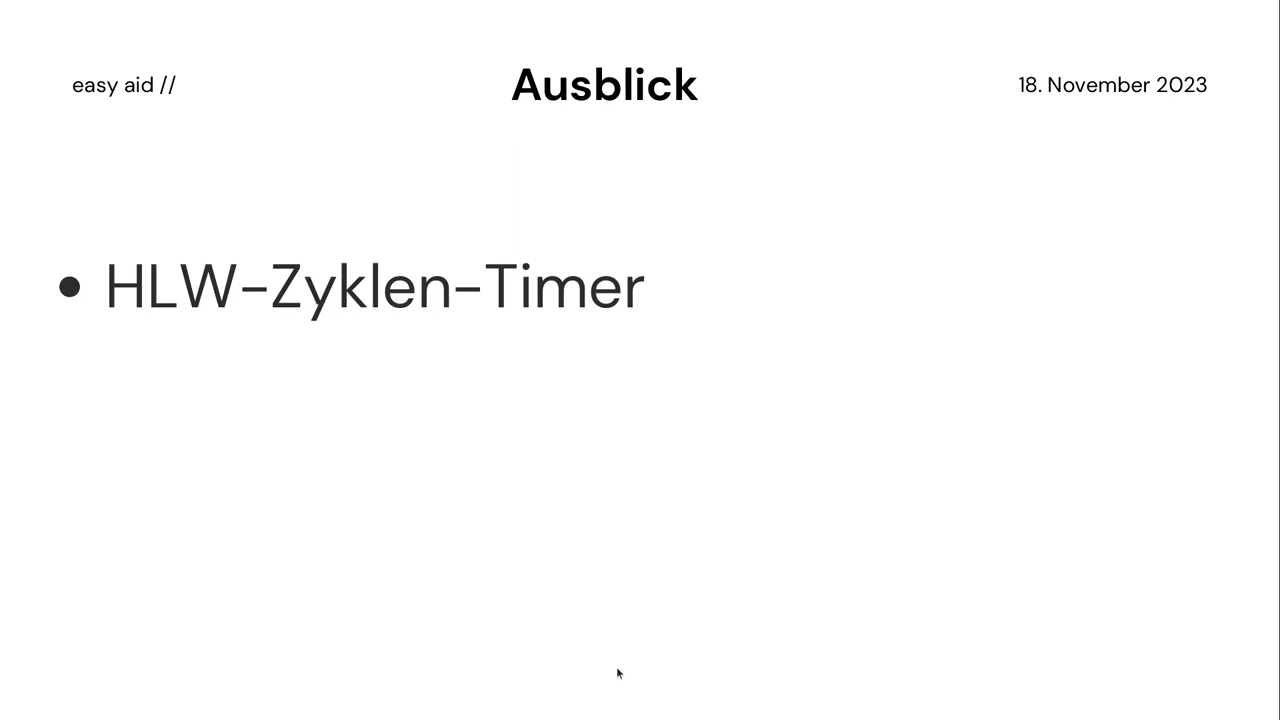 easy aid //
Ausblick
18. November 2023
• HLW-Zyklen-Timer